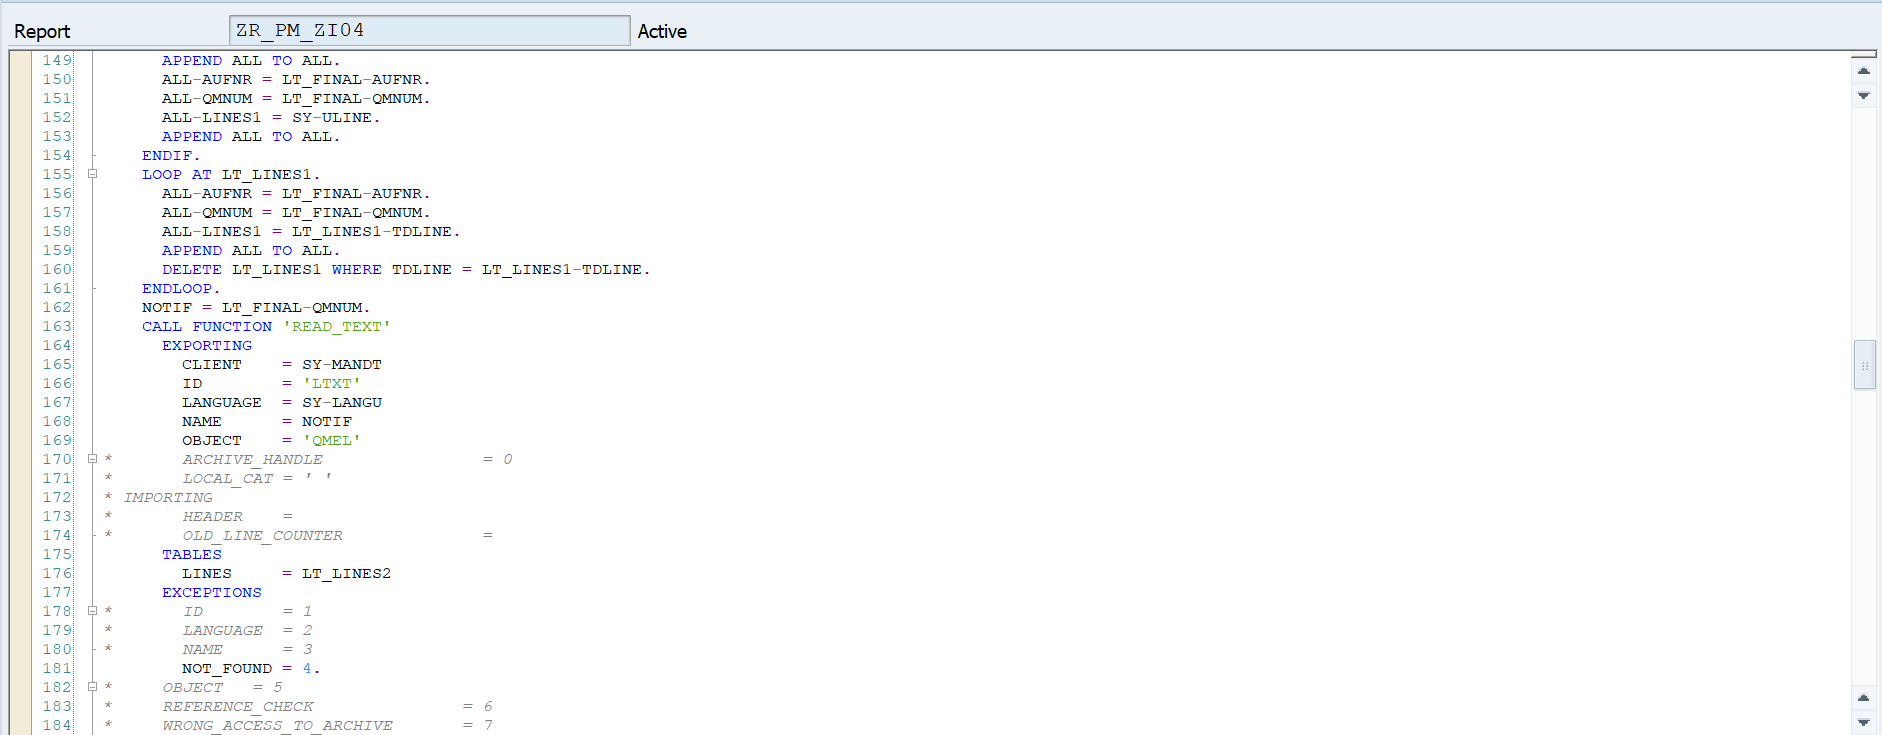 Report ZR_PM_ZI04 Active
149 APPEND ALL TO ALL.
150 ALL-AUFNR = LT_FINAL-AUFNR.
151 ALL-QMNUM = LT_FINAL-QMNUM.
152 ALL-LINES1 = SY-ULINE.
153 APPEND ALL TO ALL.
154 ENDIF.
155 LOOP AT LT_LINES1.
156 ALL-AUFNR = LT_FINAL-AUFNR.
157 ALL-QMNUM = LT_FINAL-QMNUM.
158 ALL-LINES1 = LT_LINES1-TDLINE.
159 APPEND ALL TO ALL.
160 DELETE LT_LINES1 WHERE TDLINE = LT_LINES1-TDLINE.
161 ENDLOOP.
162 NOTIF = LT_FINAL-QMNUM.
163 CALL FUNCTION 'READ_TEXT'
164 EXPORTING
165 CLIENT = SY-MANDT
166 ID = 'LTXT'
167 LANGUAGE = SY-LANGU
168 NAME = NOTIF
169 OBJECT = 'QMEL'
170 * ARCHIVE_HANDLE = 0
171 * LOCAL_CAT = ' '
172 * IMPORTING
173 * HEADER =
174 * OLD_LINE_COUNTER =
175 TABLES
176 LINES = LT_LINES2
177 EXCEPTIONS
178 * ID = 1
179 * LANGUAGE = 2
180 * NAME = 3
181 NOT_FOUND = 4.
182 * OBJECT = 5
183 * REFERENCE_CHECK = 6
184 * WRONG_ACCESS_TO_ARCHIVE = 7